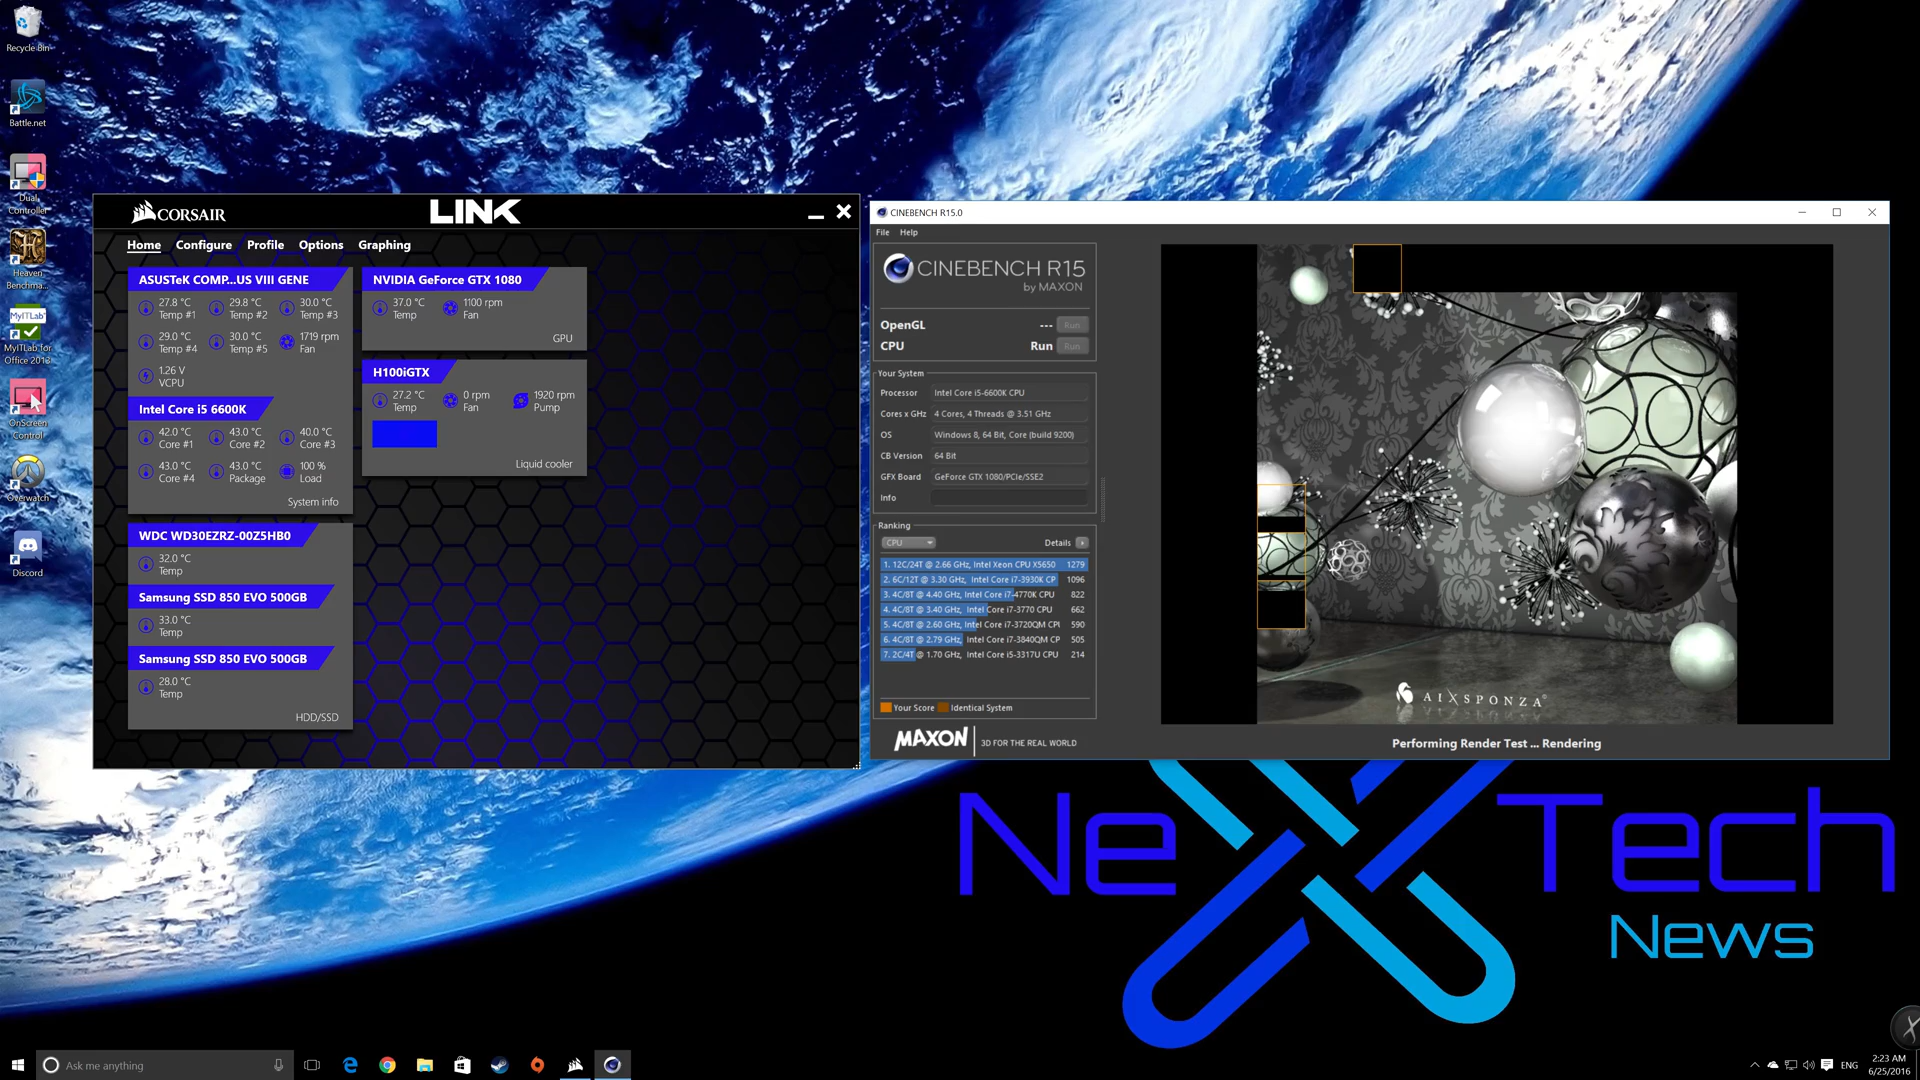 Recycle Bin
Battle.net
Dual
Controller
Heaven
Benchma...
MyITLab
MyITLab for
Office 2013
OnScreen
Control
Overwatch
Discord
CORSAIR
LINK
Home Configure Profile Options Graphing
ASUSTeK COMP...US VIII GENE
27.8 °C 29.8 °C 30.0 °C
Temp #1 Temp #2 Temp #3
29.0 °C 30.0 °C 1719 rpm
Temp #4 Temp #5 Fan
1.26 V
VCPU
Intel Core i5 6600K
42.0 °C 43.0 °C 40.0 °C
Core #1 Core #2 Core #3
43.0 °C 43.0 °C 100 %
Core #4 Package Load
System info
WDC WD30EZRZ-00Z5HB0
32.0 °C
Temp
Samsung SSD 850 EVO 500GB
33.0 °C
Temp
Samsung SSD 850 EVO 500GB
28.0 °C
Temp
HDD/SSD
NVIDIA GeForce GTX 1080
37.0 °C 1100 rpm
Temp Fan
GPU
H100iGTX
27.2 °C 0 rpm 1920 rpm
Temp Fan Pump
Liquid cooler
CINEBENCH R15.0
File Help
CINEBENCH R15
by MAXON
OpenGL --- Run
CPU Run Run
Your System
Processor Intel Core i5-6600K CPU
Cores x GHz 4 Cores, 4 Threads @ 3.51 GHz
OS Windows 8, 64 Bit, Core (build 9200)
CB Version 64 Bit
GFX Board GeForce GTX 1080/PCIe/SSE2
Info
Ranking
CPU Details
1. 12C/24T @ 2.66 GHz, Intel Xeon CPU X5650 1279
2. 6C/12T @ 3.30 GHz, Intel Core i7-3930K CP 1096
3. 4C/8T @ 4.40 GHz, Intel Core i7-4770K CPU 822
4. 4C/8T @ 3.40 GHz, Intel Core i7-3770 CPU 662
5. 4C/8T @ 2.60 GHz, Intel Core i7-3720QM CPI 590
6. 4C/8T @ 2.79 GHz, Intel Core i7-3840QM CP 505
7. 2C/4T @ 1.70 GHz, Intel Core i5-3317U CPU 214
Your Score Identical System
MAXON 3D FOR THE REAL WORLD
AIXSPONZA©
Performing Render Test ... Rendering
NeXTech
News
Ask me anything
ENG
2:23 AM
6/25/2016